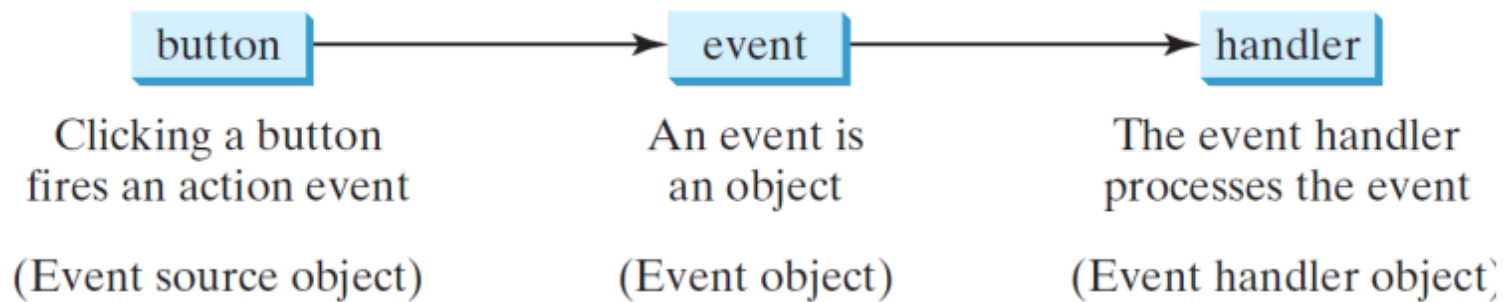 button event handler
Clicking a button
fires an action event
(Event source object)
An event is
an object
(Event object)
The event handler
processes the event
(Event handler object)